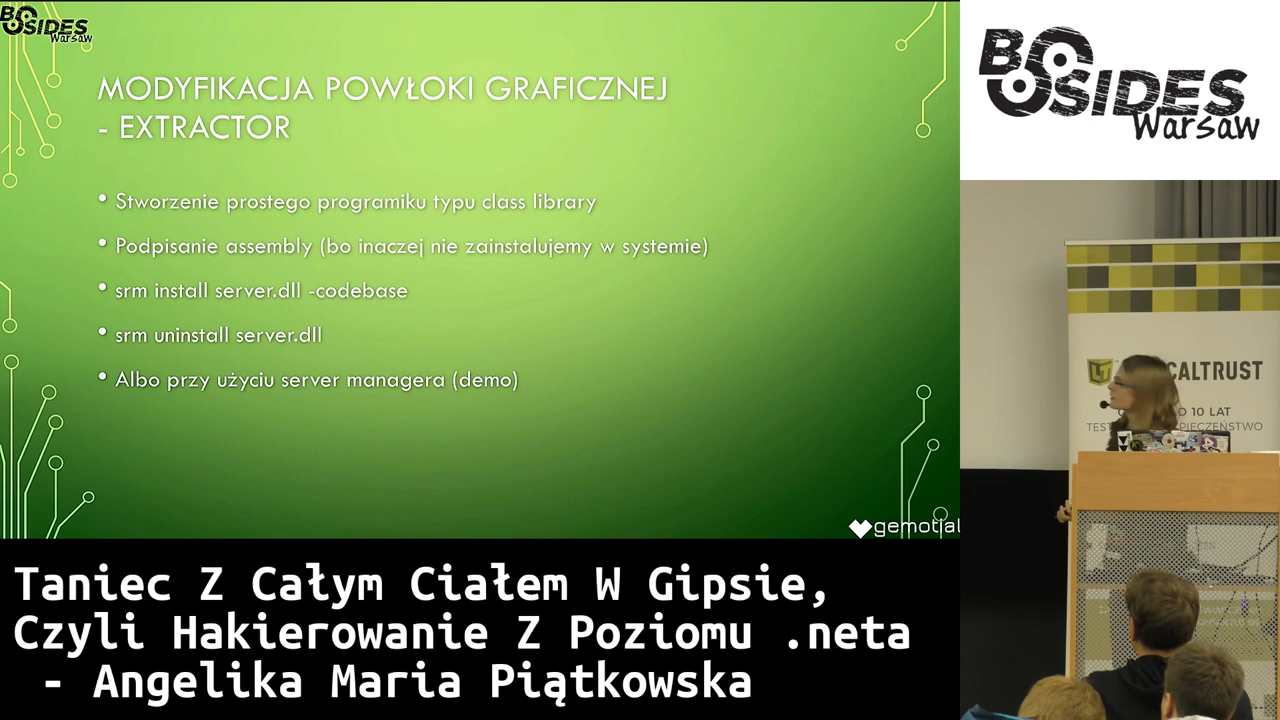 BSIDES
Warsaw
MODYFIKACJA POWŁOKI GRAFICZNEJ
- EXTRACTOR
• Stworzenie prostego programiku typu class library
• Podpisanie assembly (bo inaczej nie zainstalujemy w systemie)
• srm install server.dll -codebase
• srm uninstall server.dll
• Albo przy użyciu server managera (demo)
gemotial
Taniec Z Całym Ciałem W Gipsie,
Czyli Hakierowanie Z Poziomu .neta
- Angelika Maria Piątkowska
BSIDES
Warsaw
CALTRUST
D 10 LAT
TEST
PIECZEŃSTWO